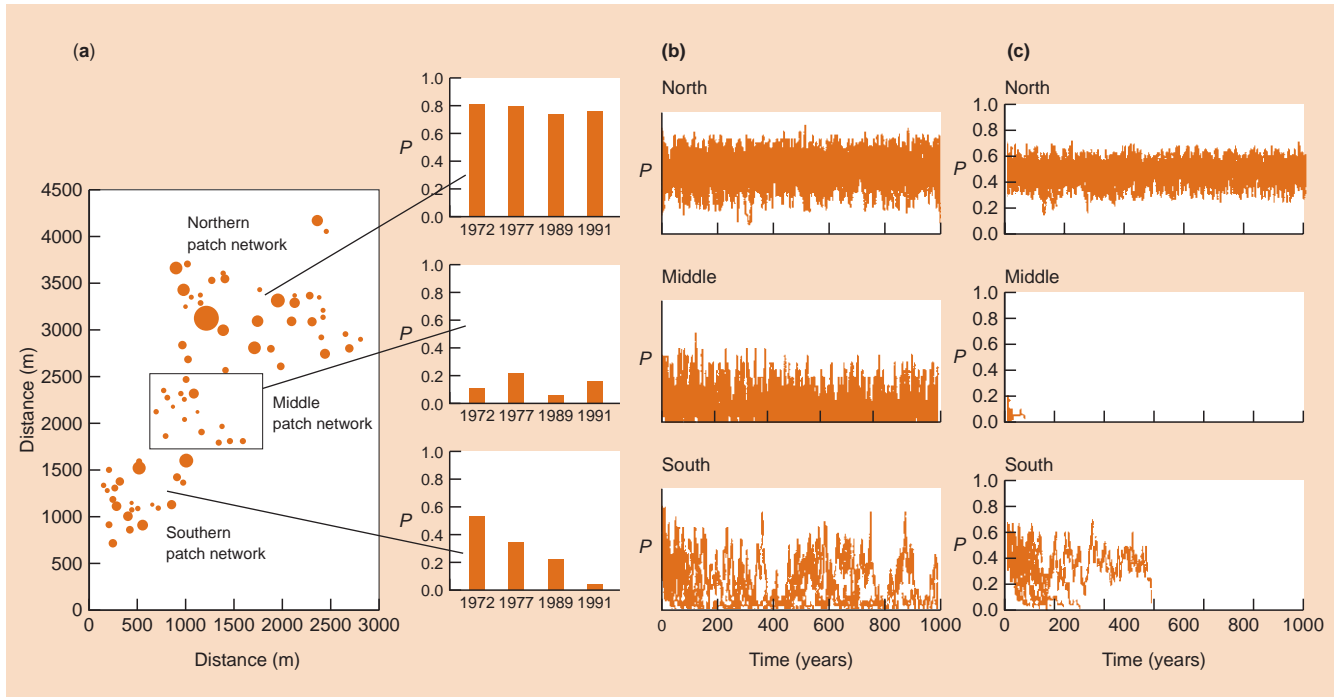 (a)
4500
4000
3500
3000
2500
2000
1500
1000
500
0
Distance (m)
0 500 1000 1500 2000 2500 3000
Distance (m)
Northern
patch network
Middle
patch network
Southern
patch network
1.0
0.8
0.6
P
0.4
0.2
0.0
1972 1977 1989 1991
1.0
0.8
P
0.6
0.4
0.2
0.0
1972 1977 1989 1991
1.0
0.8
P
0.6
0.4
0.2
0.0
1972 1977 1989 1991
(b)
North
P
Middle
P
South
P
0 200 400 600 800 1000
Time (years)
(c)
North
1.0
0.8
0.6
P
0.4
0.2
0.0
Middle
1.0
0.8
0.6
P
0.4
0.2
0.0
South
1.0
0.8
0.6
P
0.4
0.2
0.0
0 200 400 600 800 1000
Time (years)